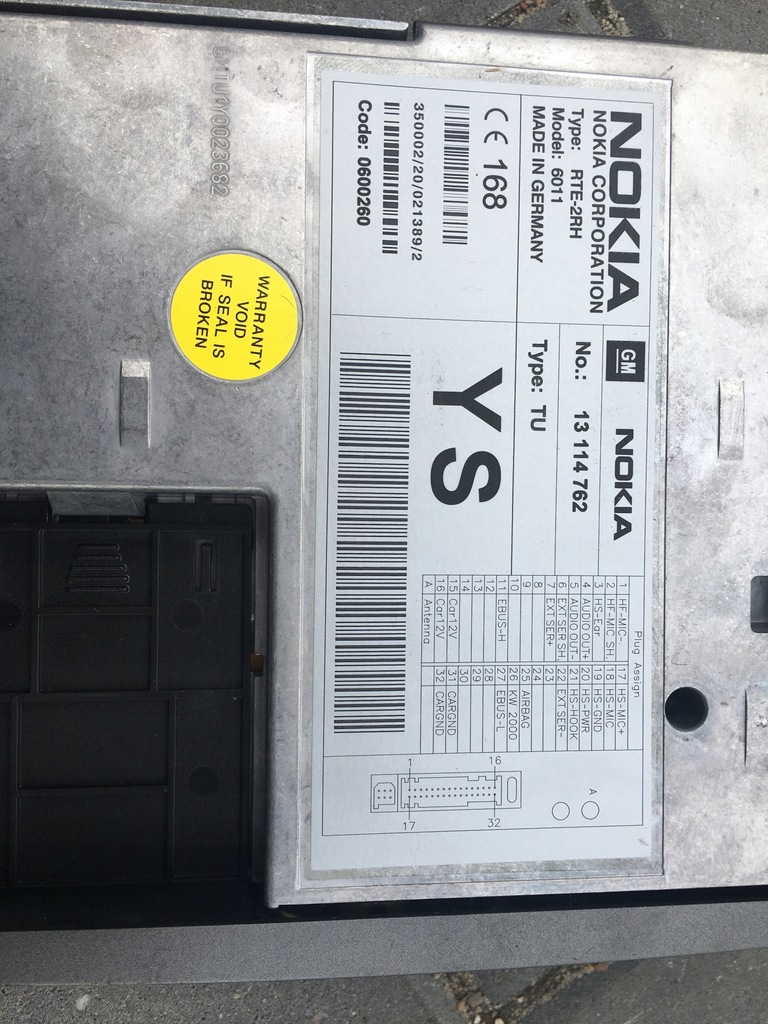 NOKIA
NOKIA CORPORATION
Type: RTE-2RH
Model: 6011
MADE IN GERMANY
CE 168
350002/20/021389/2
Code: 0600260
GM NOKIA
No.: 13 114 762
Type: TU
YS
Plug Assign
1 HF-MIC- 17 HS-MIC+
2 HF-MIC SH. 18 HS-MIC
3 HS-Ear 19 HS-GND
4 AUDIO OUT+ 20 HS-PWR
5 AUDIO OUT- 21 HS-HOOK
6 EXT SER SH 22 EXT SER-
7 EXT SER+ 23
8 24
9 25 AIRBAG
10 26 KW 2000
11 EBUS-H 27 EBUS-L
12 28
13 29
14 30
15 Car12V 31 CARGND
16 Car12V 32 CARGND
A Antenna
A
16 32
1 17
WARRANTY
VOID
IF SEAL IS
BROKEN